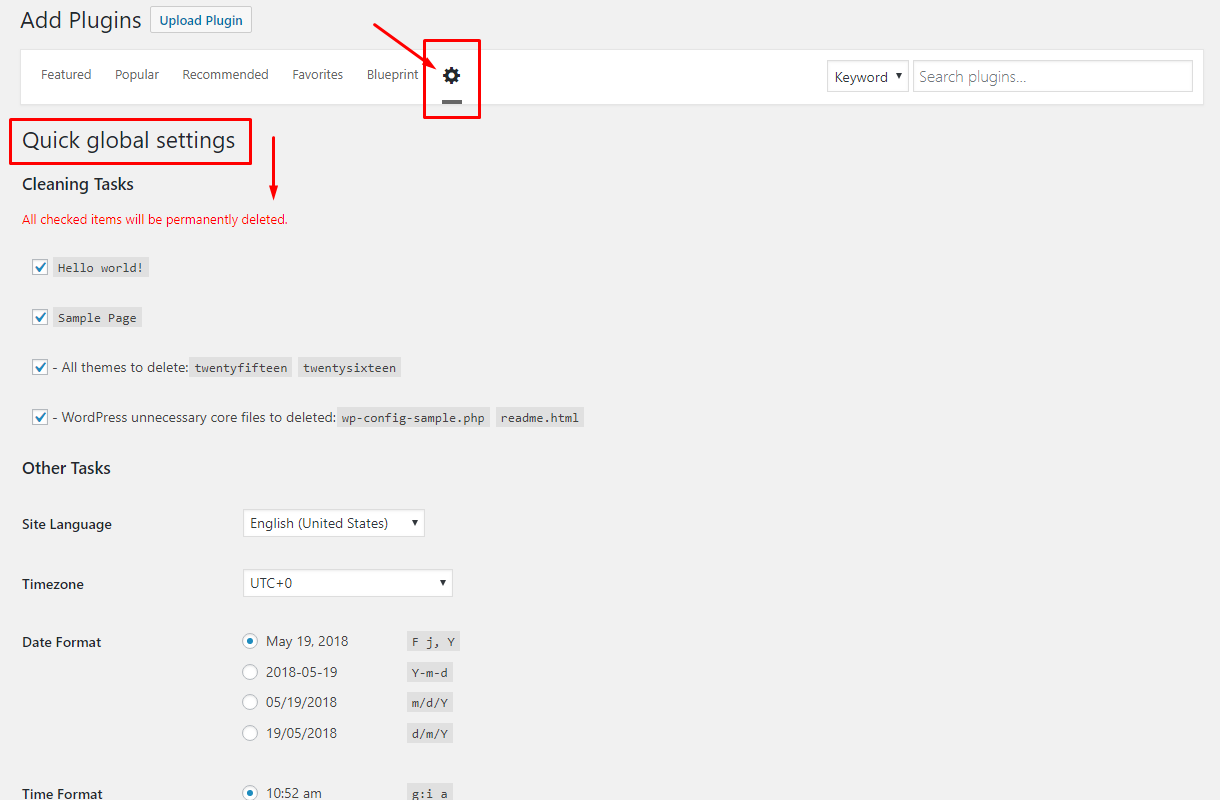 Add Plugins Upload Plugin
Featured Popular Recommended Favorites Blueprint Keyword Search plugins...
Quick global settings
Cleaning Tasks
All checked items will be permanently deleted.
Hello world!
Sample Page
- All themes to delete: twentyfifteen twentysixteen
- WordPress unnecessary core files to deleted: wp-config-sample.php readme.html
Other Tasks
Site Language English (United States)
Timezone UTC+0
Date Format May 19, 2018 F j, Y
2018-05-19 Y-m-d
05/19/2018 m/d/Y
19/05/2018 d/m/Y
Time Format 10:52 am g:i a